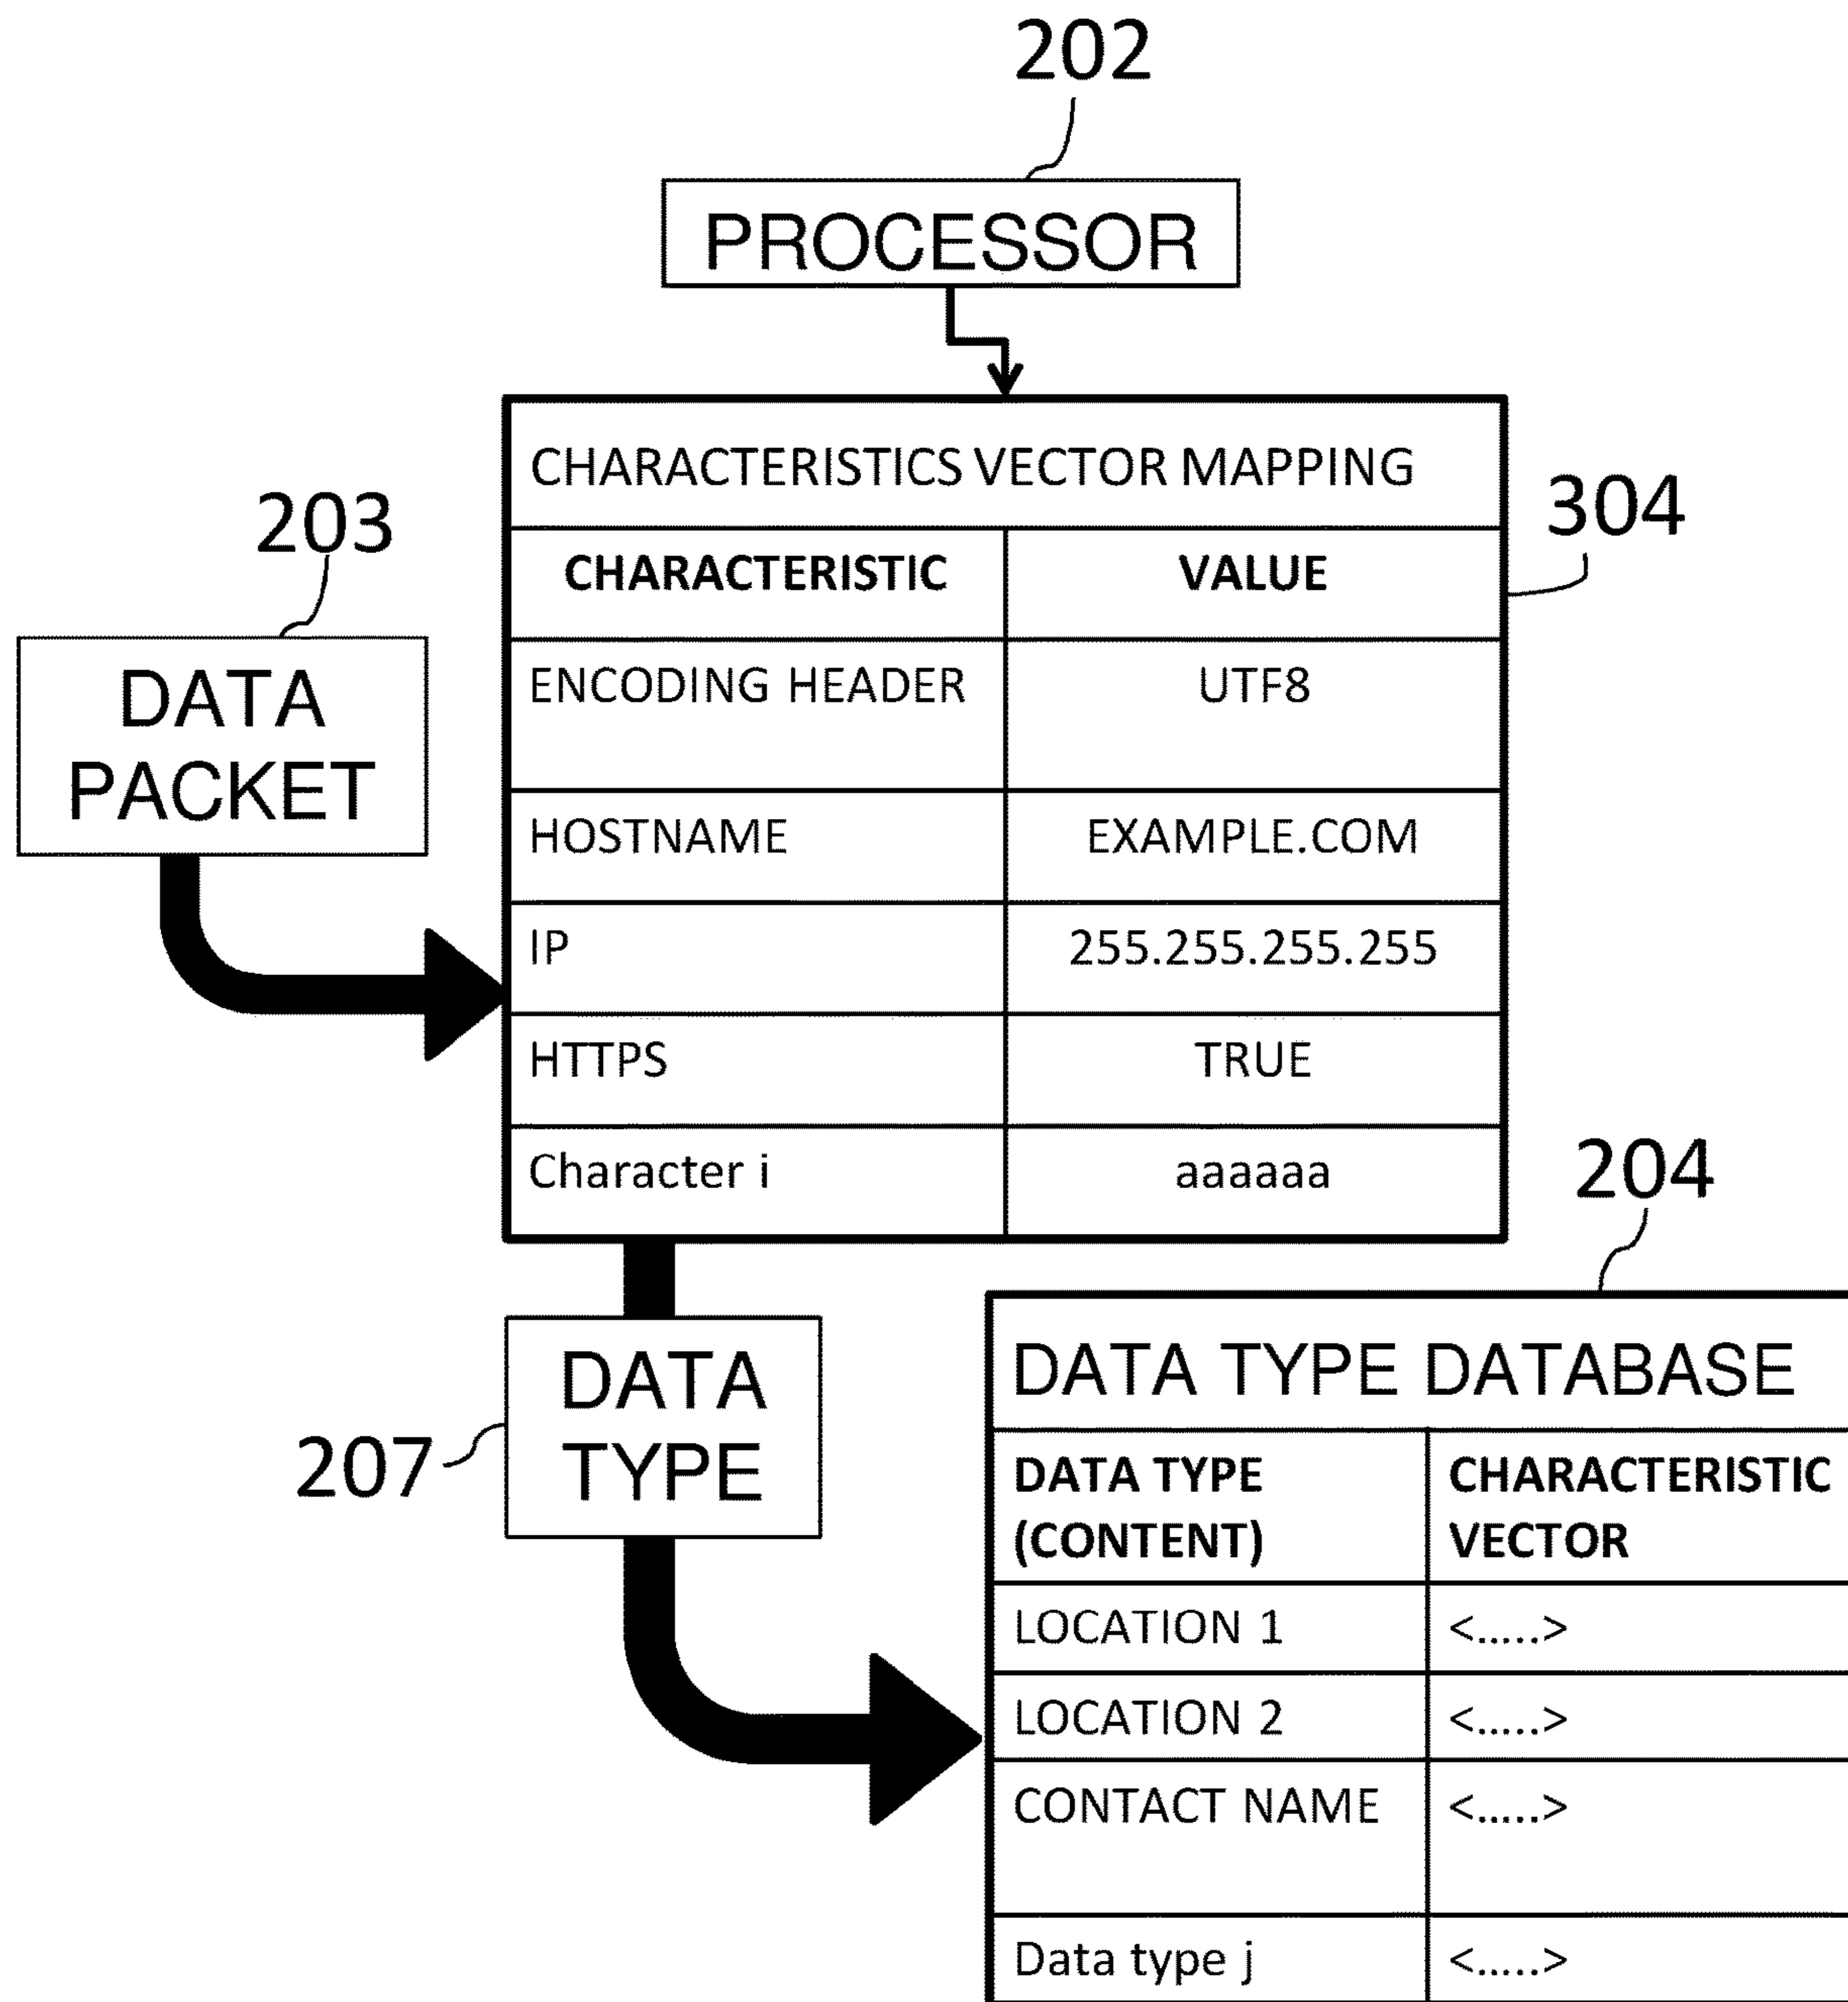 202
PROCESSOR
CHARACTERISTICS VECTOR MAPPING
304
203
CHARACTERISTIC VALUE
DATA
PACKET
ENCODING HEADER UTF8
HOSTNAME EXAMPLE.COM
IP 255.255.255.255
HTTPS TRUE
Character i aaaaaa
204
DATA
TYPE
207
DATA TYPE DATABASE
DATA TYPE
(CONTENT)
CHARACTERISTIC
VECTOR
LOCATION 1 <.....>
LOCATION 2 <.....>
CONTACT NAME <.....>
Data type j <.....>